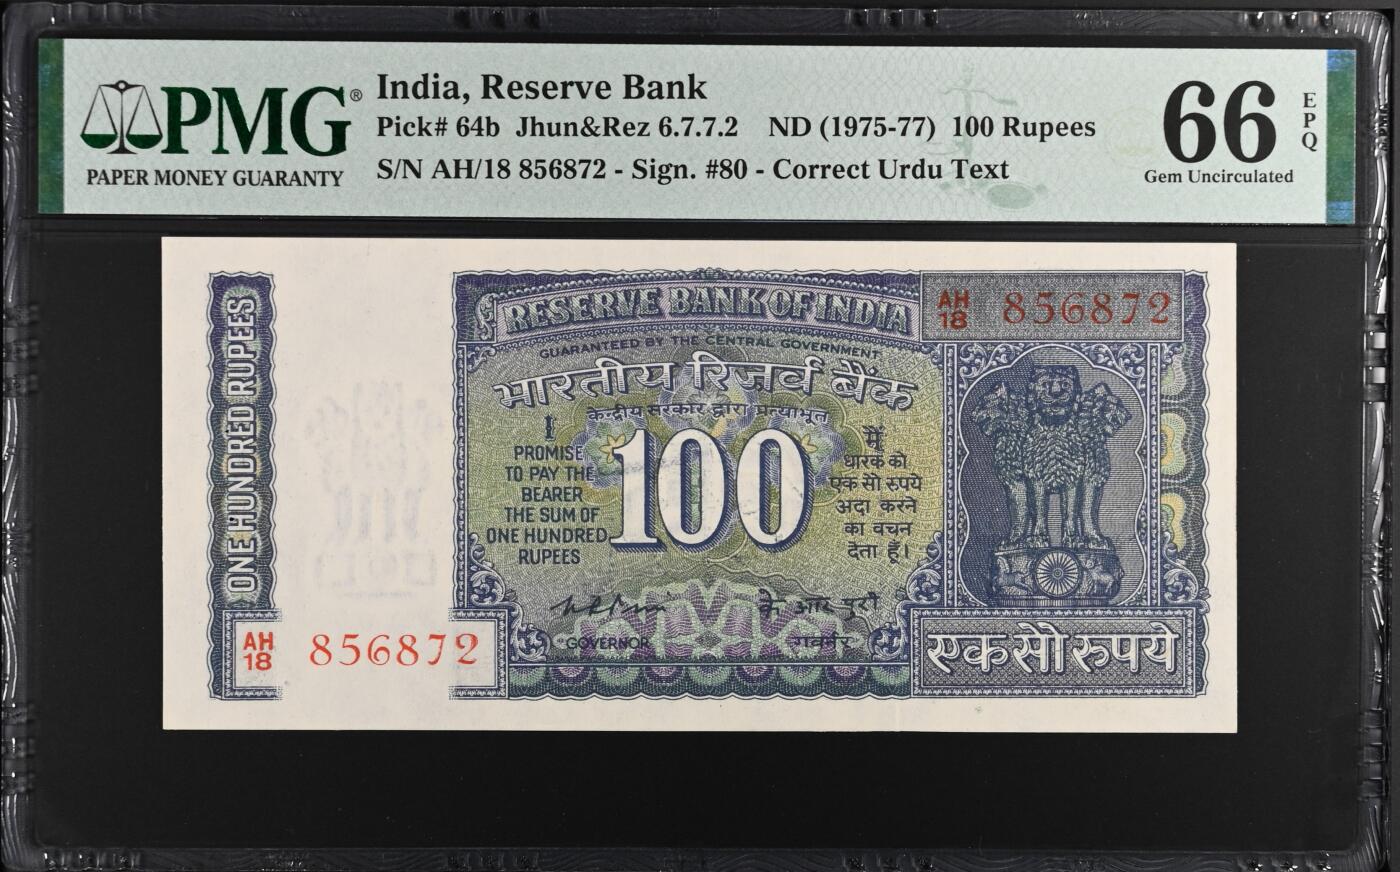 PMG®
PAPER MONEY GUARANTY
India, Reserve Bank
Pick# 64b Jhun&Rez 6.7.7.2 ND (1975-77) 100 Rupees
S/N AH/18 856872 - Sign. #80 - Correct Urdu Text
66
EPQ
Gem Uncirculated
ONE HUNDRED RUPEES
RESERVE BANK OF INDIA
AH
18
856872
GUARANTEED BY THE CENTRAL GOVERNMENT
भारतीय रिजर्व बैंक
केन्द्रीय सरकार द्वारा प्रत्याभूत
I
PROMISE
TO PAY THE
BEARER
THE SUM OF
ONE HUNDRED
RUPEES
100
मैं
धारक को
एक सौ रुपये
अदा करने
का वचन
देता हूँ।
के आर पुरी
GOVERNOR
गवर्नर
AH
18
856872
एक सौ रुपये